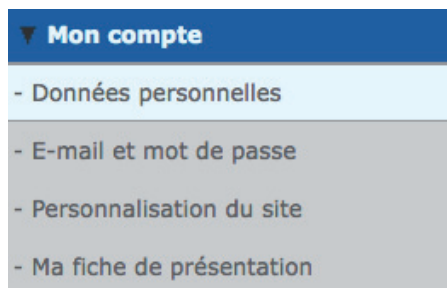 ▼ Mon compte
- Données personnelles
- E-mail et mot de passe
- Personnalisation du site
- Ma fiche de présentation